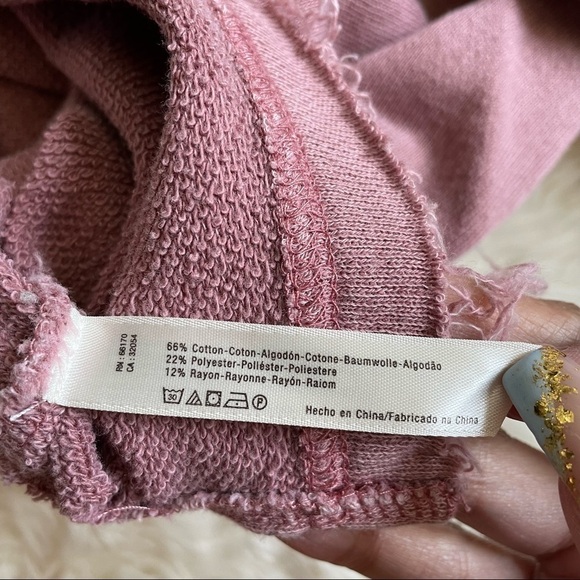 RN: 66170
CA: 32054
66% Cotton-Coton-Algodón-Cotone-Baumwolle-Algodão
22% Polyester-Poliéster-Poliestere
12% Rayon-Rayonne-Rayón-Raiom
30 P
Hecho en China/Fabricado na China